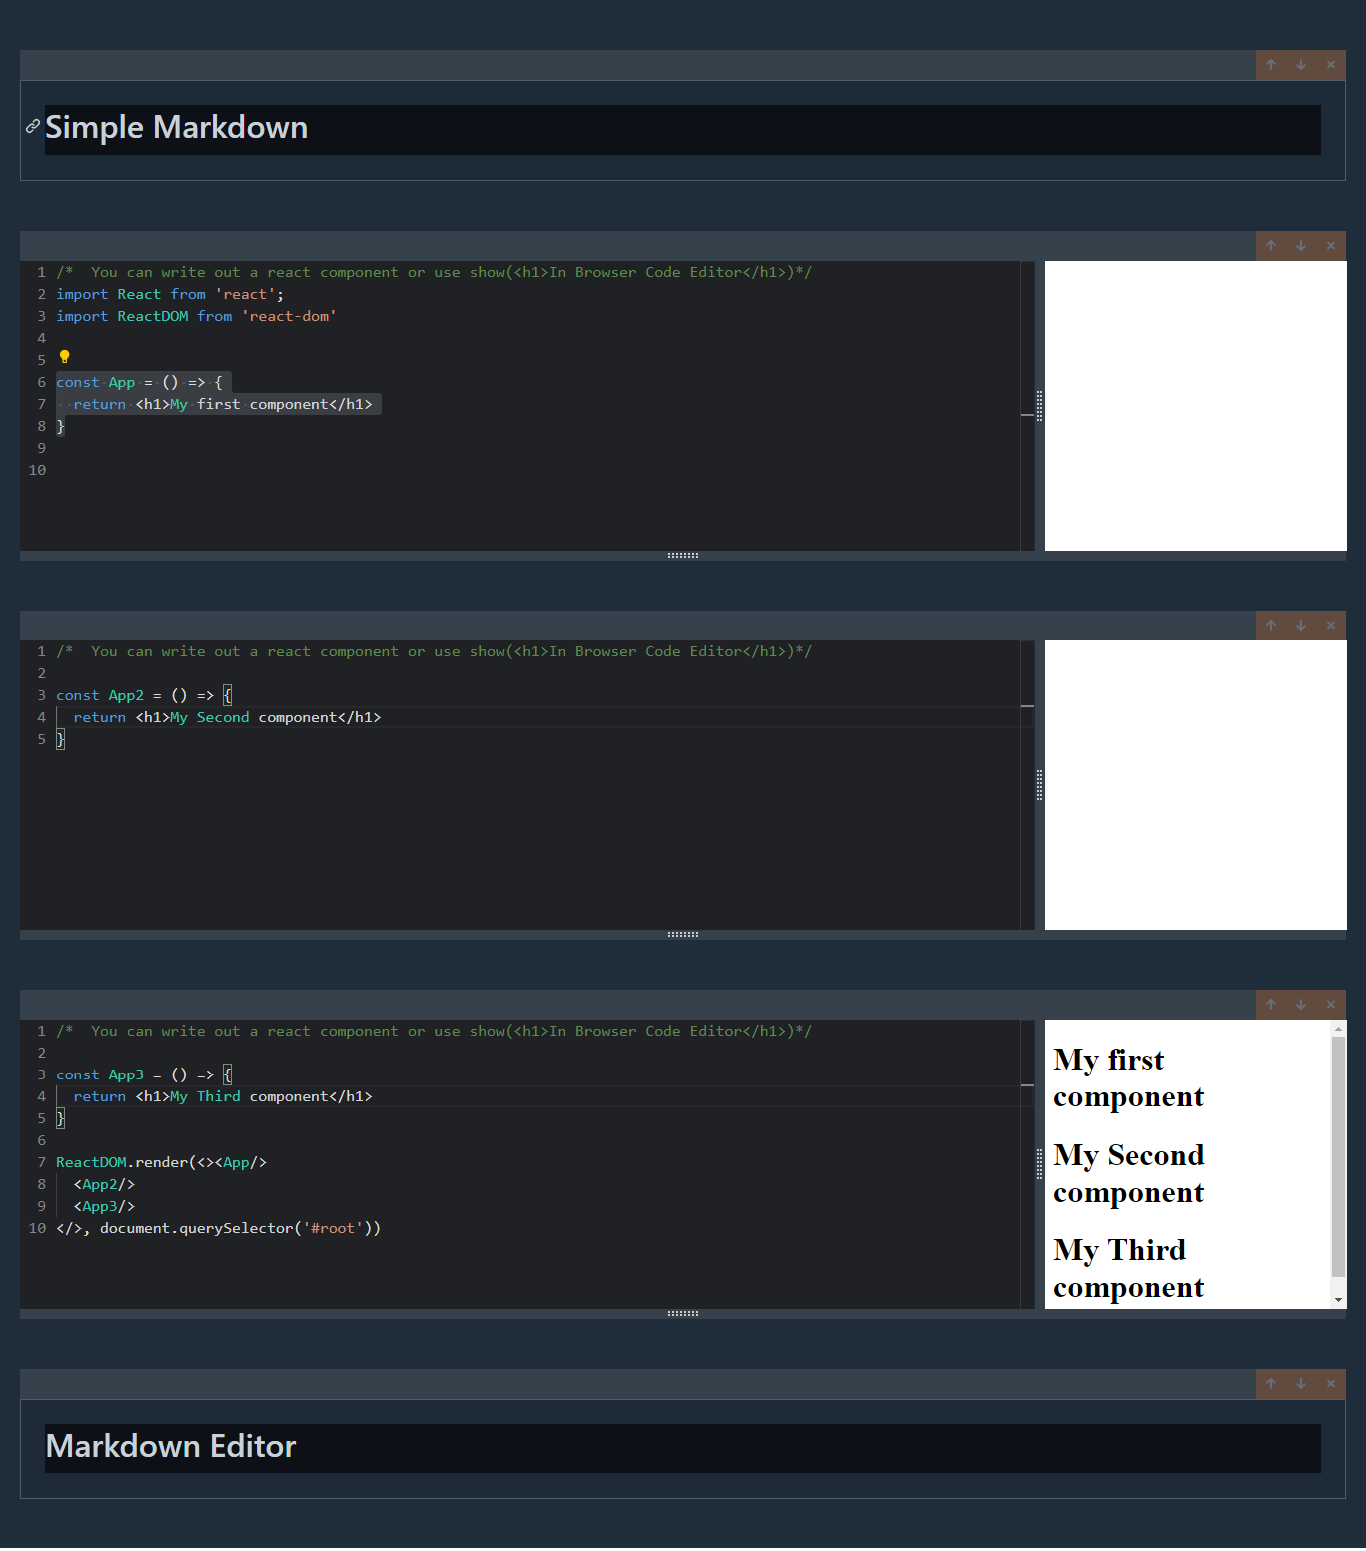 Simple Markdown
1 /*  You can write out a react component or use show(<h1>In Browser Code Editor</h1>)*/
2 import React from 'react';
3 import ReactDOM from 'react-dom'
4
5
6 const App = () => {
7   return <h1>My first component</h1>
8 }
9
10
1 /*  You can write out a react component or use show(<h1>In Browser Code Editor</h1>)*/
2
3 const App2 = () => {
4   return <h1>My Second component</h1>
5 }
1 /*  You can write out a react component or use show(<h1>In Browser Code Editor</h1>)*/
2
3 const App3 = () => {
4   return <h1>My Third component</h1>
5 }
6
7 ReactDOM.render(<><App/>
8   <App2/>
9   <App3/>
10 </>, document.querySelector('#root'))
My first
component
My Second
component
My Third
component
Markdown Editor